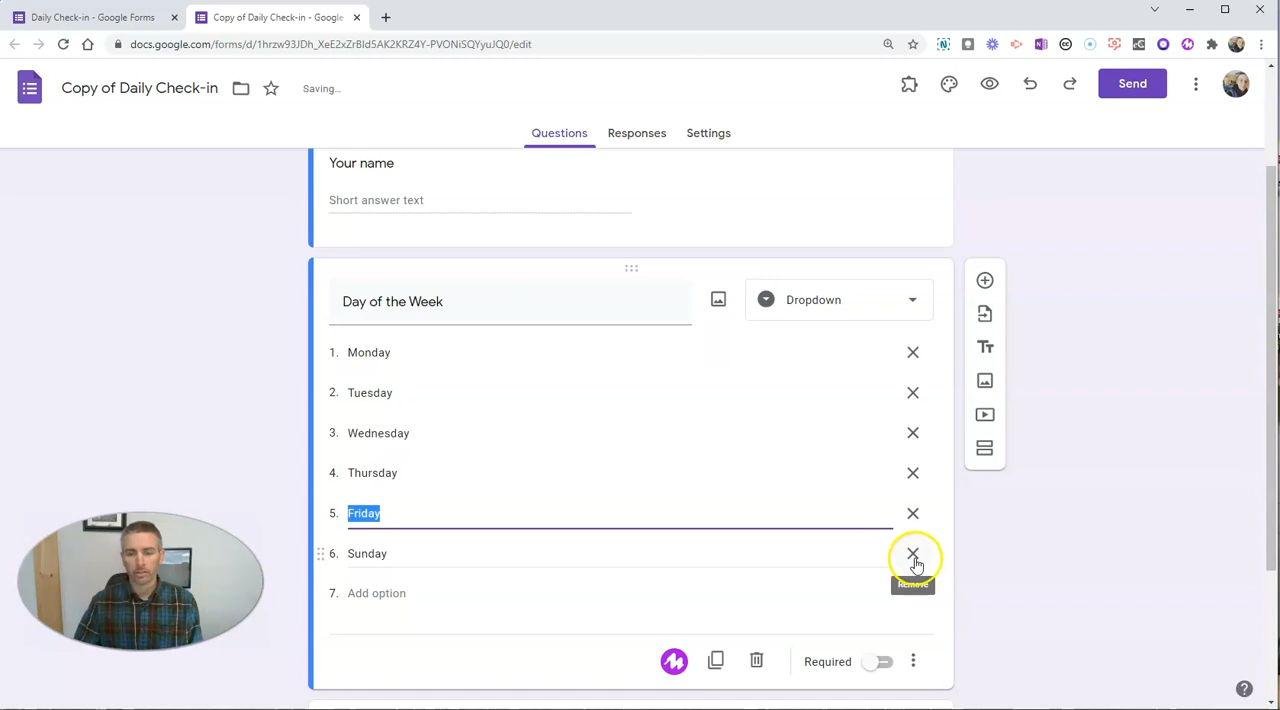 Daily Check-in - Google Forms
Copy of Daily Check-in - Google
docs.google.com/forms/d/1hrzw93JDh_XeE2xZrBId5AK2KRZ4Y-PVONiSQYyuJQ0/edit
Copy of Daily Check-in
Saving...
Send
Questions
Responses
Settings
Your name
Short answer text
Day of the Week
Dropdown
1. Monday
2. Tuesday
3. Wednesday
4. Thursday
5. Friday
6. Sunday
Remove
7. Add option
Required